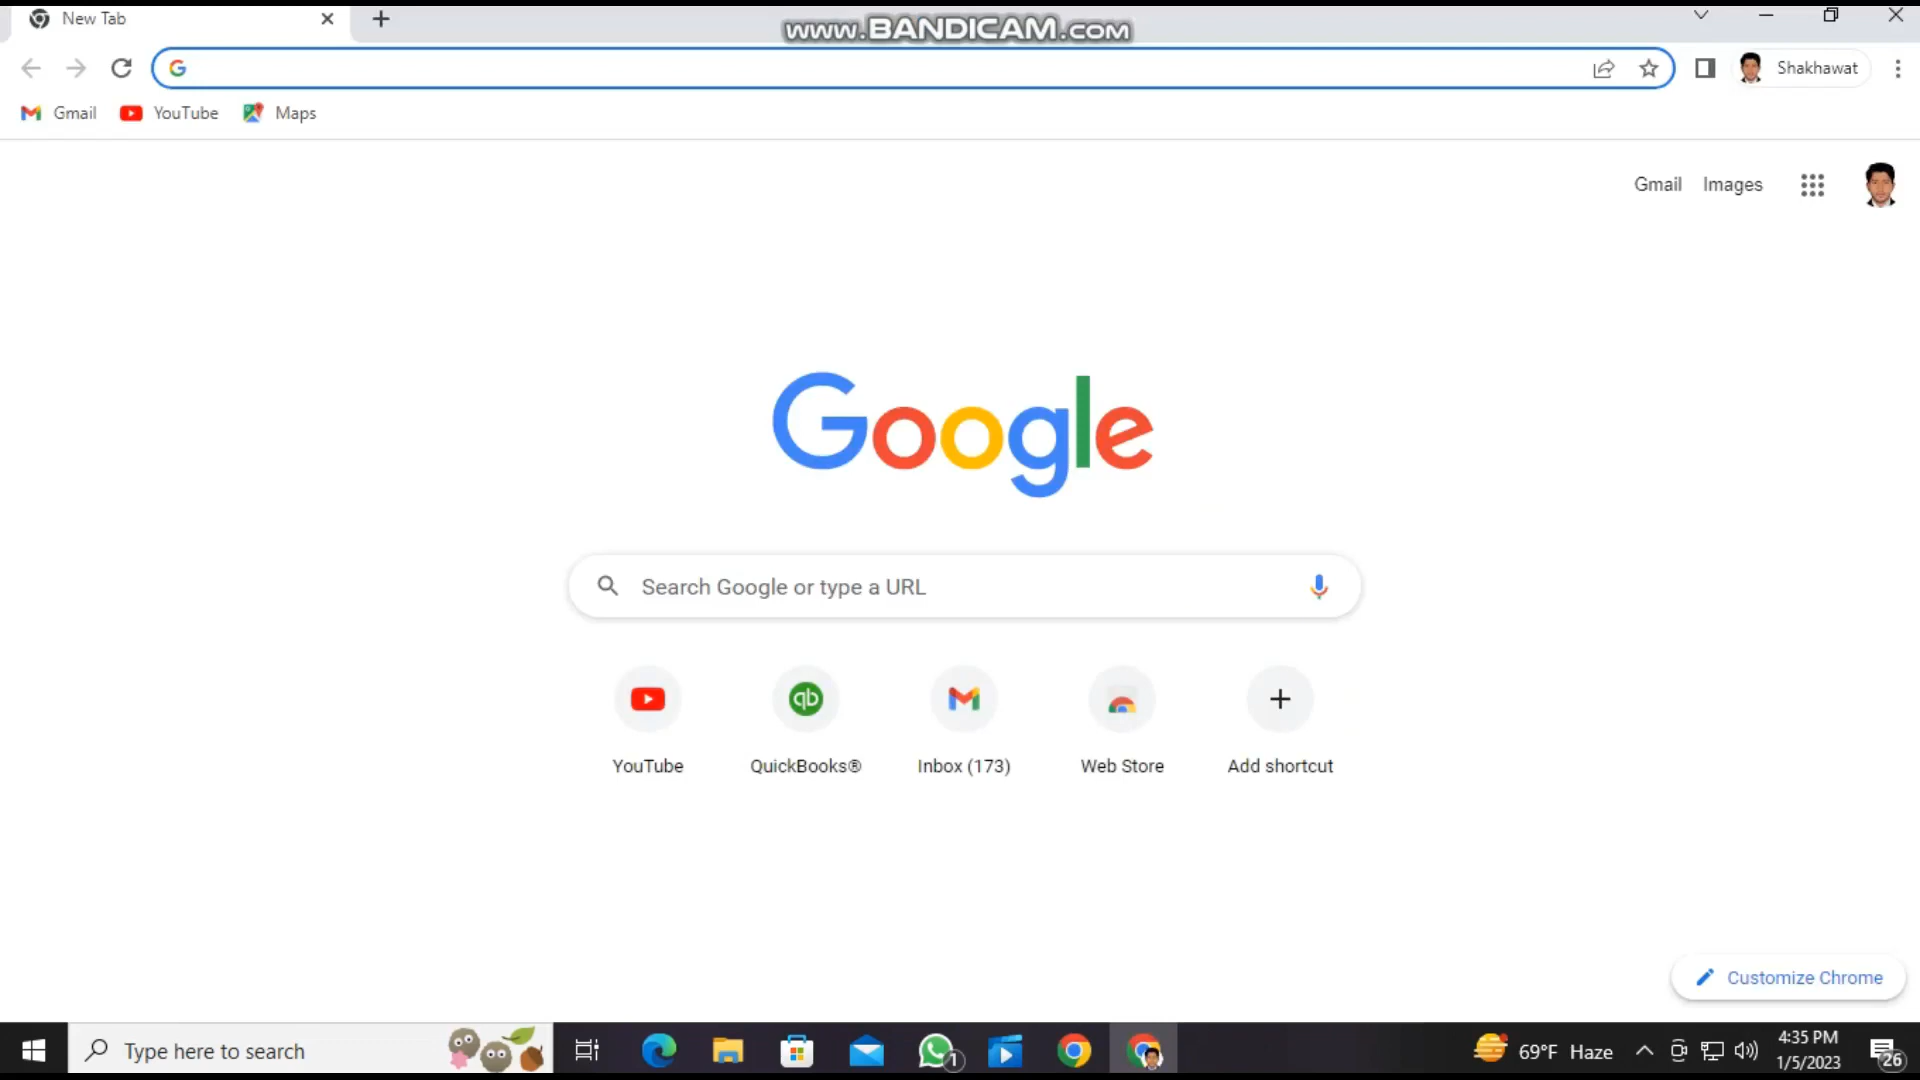 New Tab
www.BANDICAM.com
Shakhawat
Gmail YouTube Maps
Gmail Images
Google
Search Google or type a URL
qb
YouTube QuickBooks® Inbox (173) Web Store Add shortcut
Customize Chrome
Type here to search
1
69°F Haze
4:35 PM
1/5/2023
26